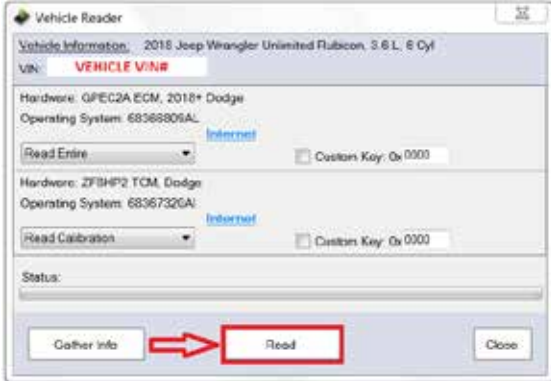 Vehicle Reader
Vehicle Information: 2018 Jeep Wrangler Unlimited Rubicon, 3.6 L, 6 Cyl
VIN: VEHICLE VIN#
Hardware: GPEC2A ECM, 2018+ Dodge
Operating System: 68366806AL
Internet
Read Entire
Custom Key: 0x 0000
Hardware: ZF8HP2 TCM, Dodge
Operating System: 68367320AI
Internet
Read Calibration
Custom Key: 0x 0000
Status:
Gather Info
Read
Close